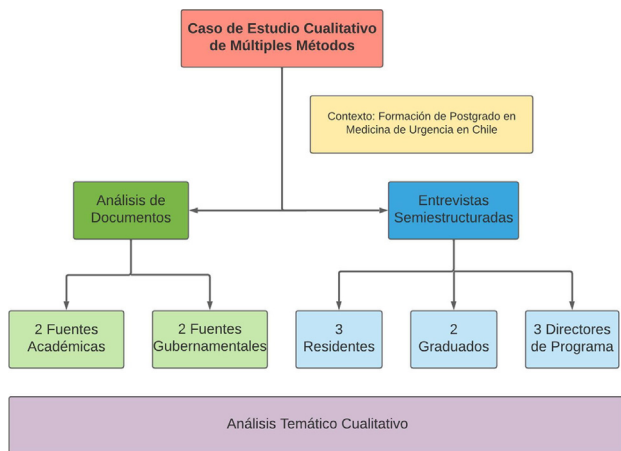 Caso de Estudio Cualitativo
de Múltiples Métodos
Contexto: Formación de Postgrado en
Medicina de Urgencia en Chile
Análisis de
Documentos
Entrevistas
Semiestructuradas
2 Fuentes
Académicas
2 Fuentes
Gubernamentales
3
Residentes
2
Graduados
3 Directores
de Programa
Análisis Temático Cualitativo